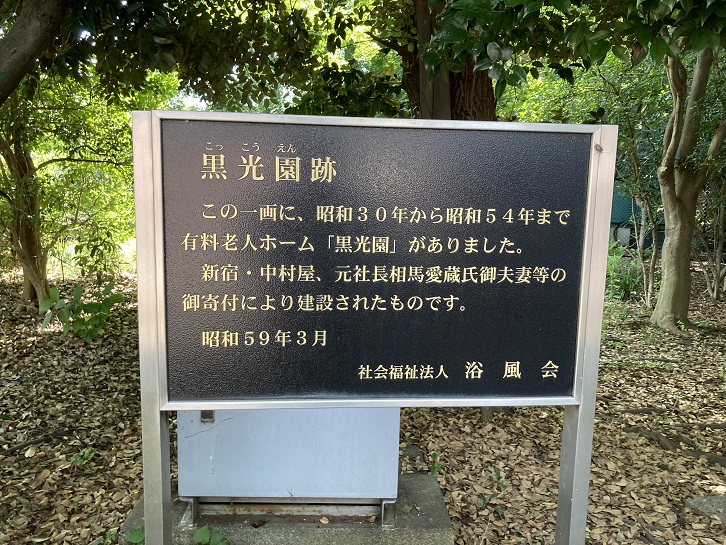 こっ こう えん
黒光園跡
この一画に、昭和３０年から昭和５４年まで
有料老人ホーム「黒光園」がありました。
新宿・中村屋、元社長相馬愛蔵氏御夫妻等の
御寄付により建設されたものです。
昭和５９年３月
社会福祉法人 浴風会